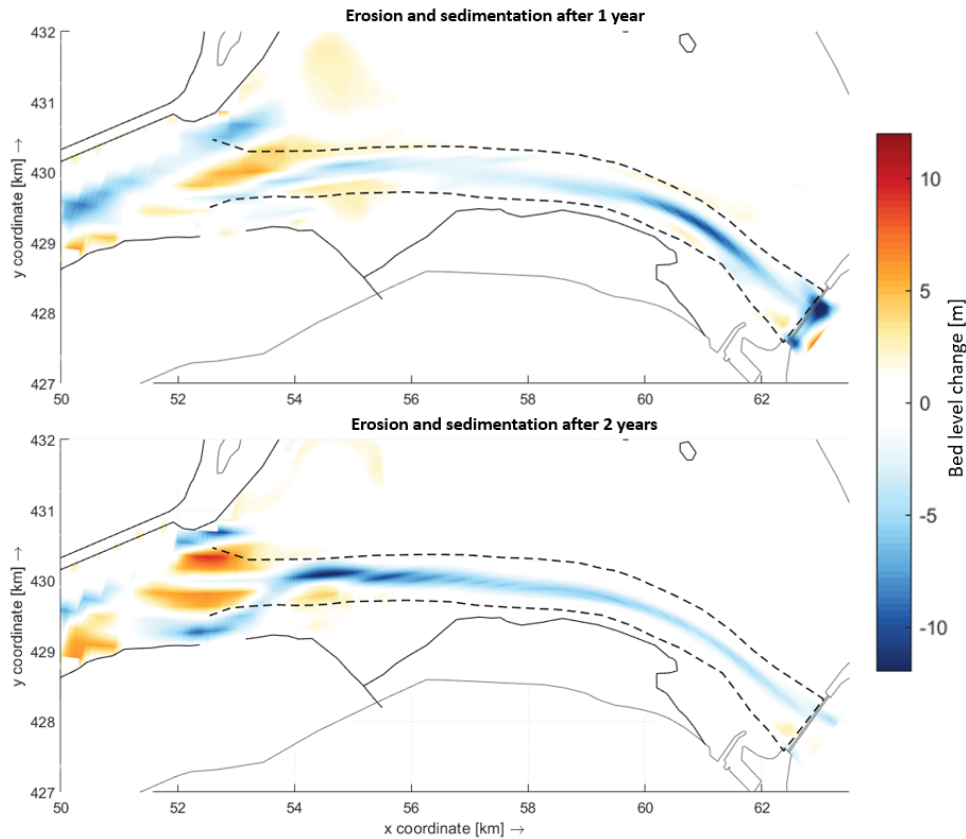 Erosion and sedimentation after 1 year
432
431
430
429
428
427
y coordinate [km] →
50 52 54 56 58 60 62
Erosion and sedimentation after 2 years
432
431
430
429
428
427
y coordinate [km] →
50 52 54 56 58 60 62
x coordinate [km] →
10
5
0
-5
-10
Bed level change [m]